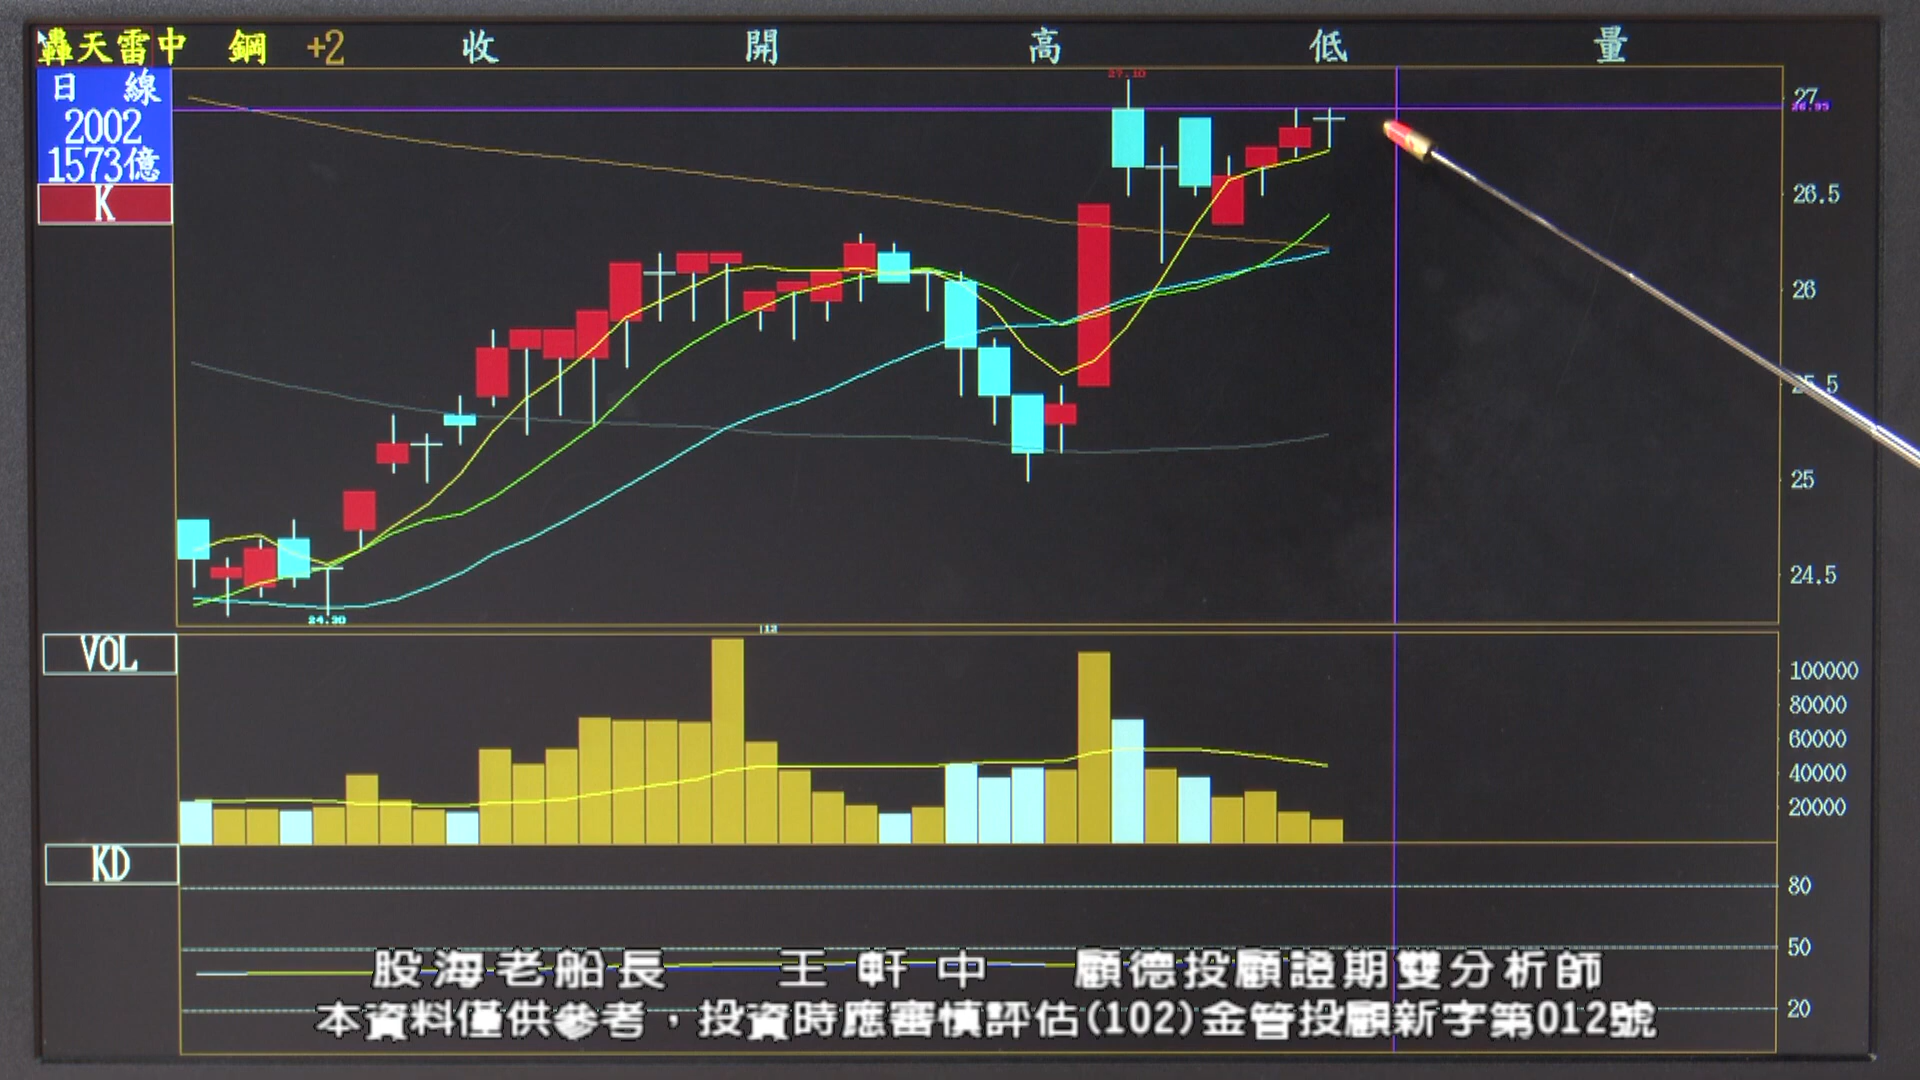 轟天雷中 鋼 +2 收 開 高 低 量
日 線
2002
1573億
K
27.10
27
26.95
26.5
26
25.5
25
24.5
24.30
12
VOL
100000
80000
60000
40000
20000
KD
80
50
20
股海老船長 王軒中 顧德投顧證期雙分析師
本資料僅供參考，投資時應審慎評估(102)金管投顧新字第012號